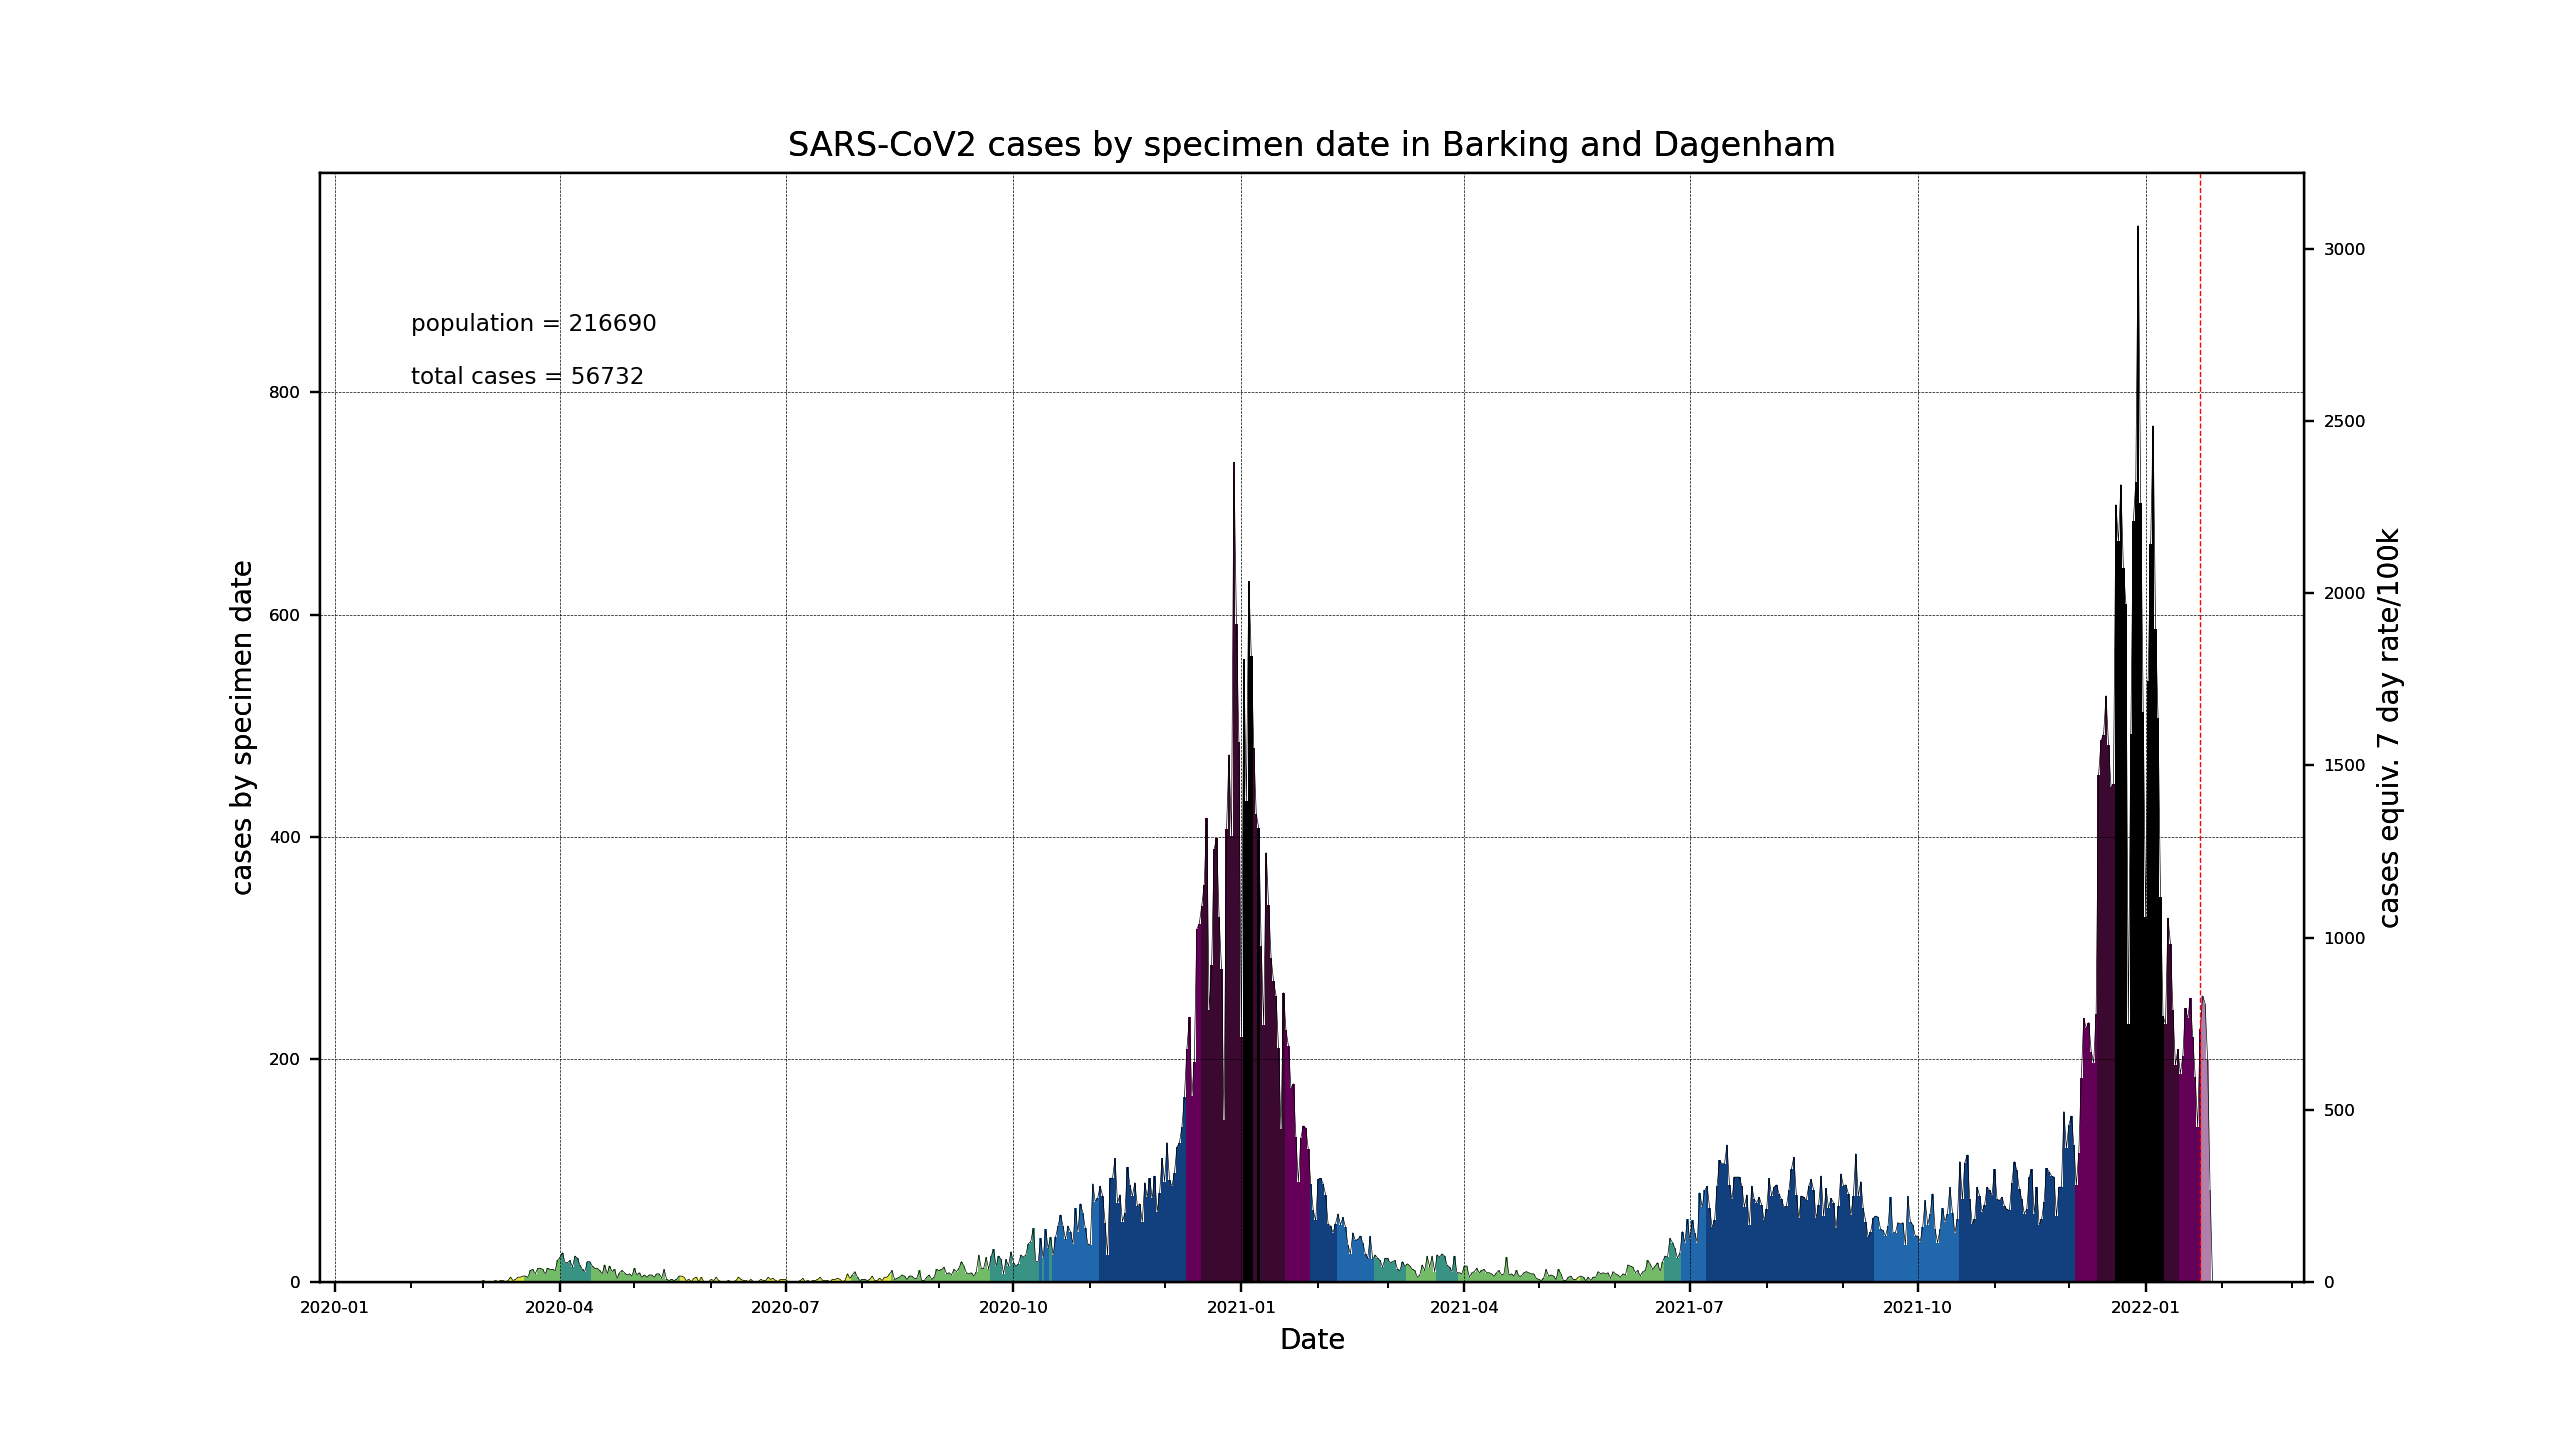 SARS-CoV2 cases by specimen date in Barking and Dagenham
population = 216690
total cases = 56732
cases by specimen date
800
600
400
200
0
3000
2500
2000
1500
1000
500
0
cases equiv. 7 day rate/100k
2020-01 2020-04 2020-07 2020-10 2021-01 2021-04 2021-07 2021-10 2022-01
Date